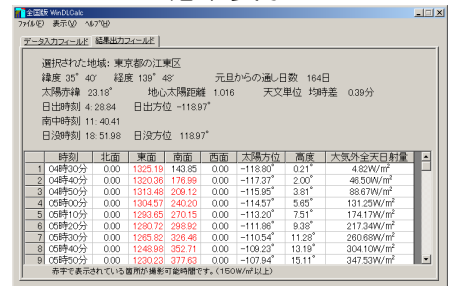 全国版 WinDLCalc
ファイル(F) 表示(V) ヘルプ(H)
データ入力フィールド 結果出力フィールド
選択された地域: 東京都の江東区
緯度 35° 40' 経度 139° 48' 元旦からの通し日数 164日
太陽赤緯 23.18° 地心太陽距離 1.016 天文単位 均時差 0.39分
日出時刻 4: 28.84 日出方位 -118.97°
南中時刻 11: 40.41
日没時刻 18: 51.98 日没方位 118.97°
時刻 北面 東面 南面 西面 太陽方位 高度 大気外全天日射量
1 04時30分 0.00 1325.19 143.85 0.00 -118.80° 0.21° 4.82W/m²
2 04時40分 0.00 1320.36 176.99 0.00 -117.37° 2.00° 46.50W/m²
3 04時50分 0.00 1313.48 209.12 0.00 -115.95° 3.81° 88.67W/m²
4 05時00分 0.00 1304.57 240.20 0.00 -114.57° 5.65° 131.25W/m²
5 05時10分 0.00 1293.65 270.15 0.00 -113.20° 7.51° 174.17W/m²
6 05時20分 0.00 1280.72 298.92 0.00 -111.86° 9.38° 217.34W/m²
7 05時30分 0.00 1265.82 326.46 0.00 -110.54° 11.28° 260.68W/m²
8 05時40分 0.00 1248.98 352.71 0.00 -109.23° 13.19° 304.10W/m²
9 05時50分 0.00 1230.23 377.63 0.00 -107.94° 15.11° 347.53W/m²
赤字で表示されている箇所が撮影可能時間です。(150W/m²以上)